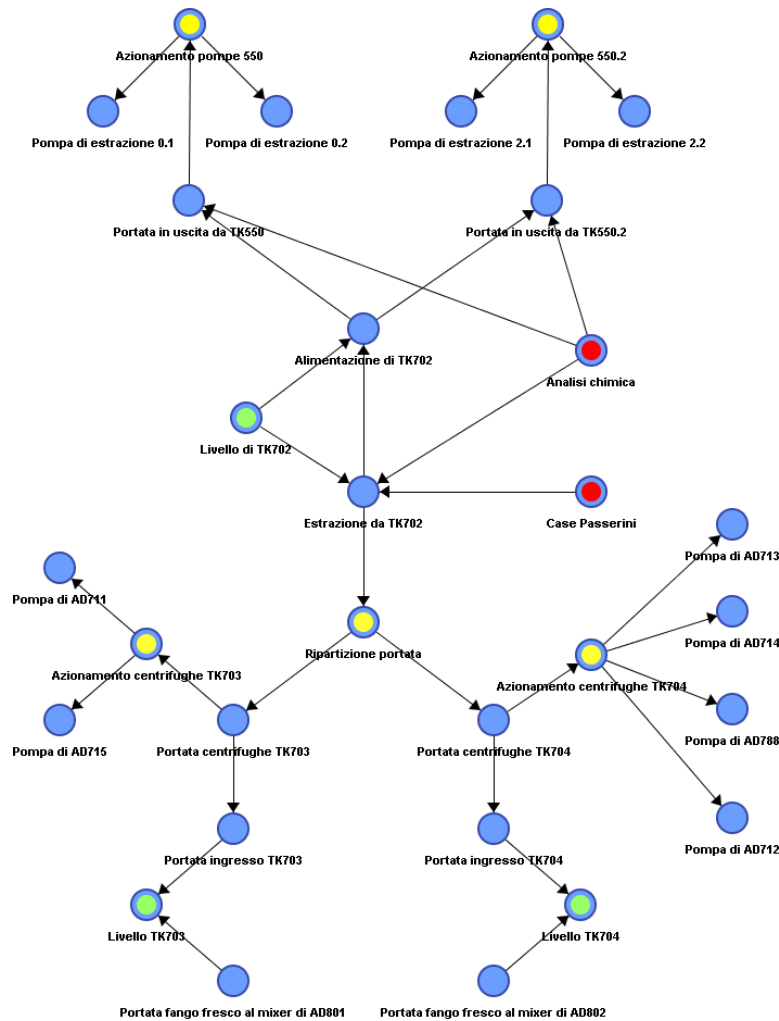 Azionamento pompe 550
Azionamento pompe 550.2
Pompa di estrazione 0.1
Pompa di estrazione 0.2
Pompa di estrazione 2.1
Pompa di estrazione 2.2
Portata in uscita da TK550
Portata in uscita da TK550.2
Alimentazione di TK702
Analisi chimica
Livello di TK702
Estrazione da TK702
Case Passerini
Pompa di AD713
Pompa di AD711
Pompa di AD714
Ripartizione portata
Azionamento centrifughe TK703
Azionamento centrifughe TK704
Pompa di AD715
Portata centrifughe TK703
Portata centrifughe TK704
Pompa di AD788
Portata ingresso TK703
Portata ingresso TK704
Pompa di AD712
Livello TK703
Livello TK704
Portata fango fresco al mixer di AD801
Portata fango fresco al mixer di AD802